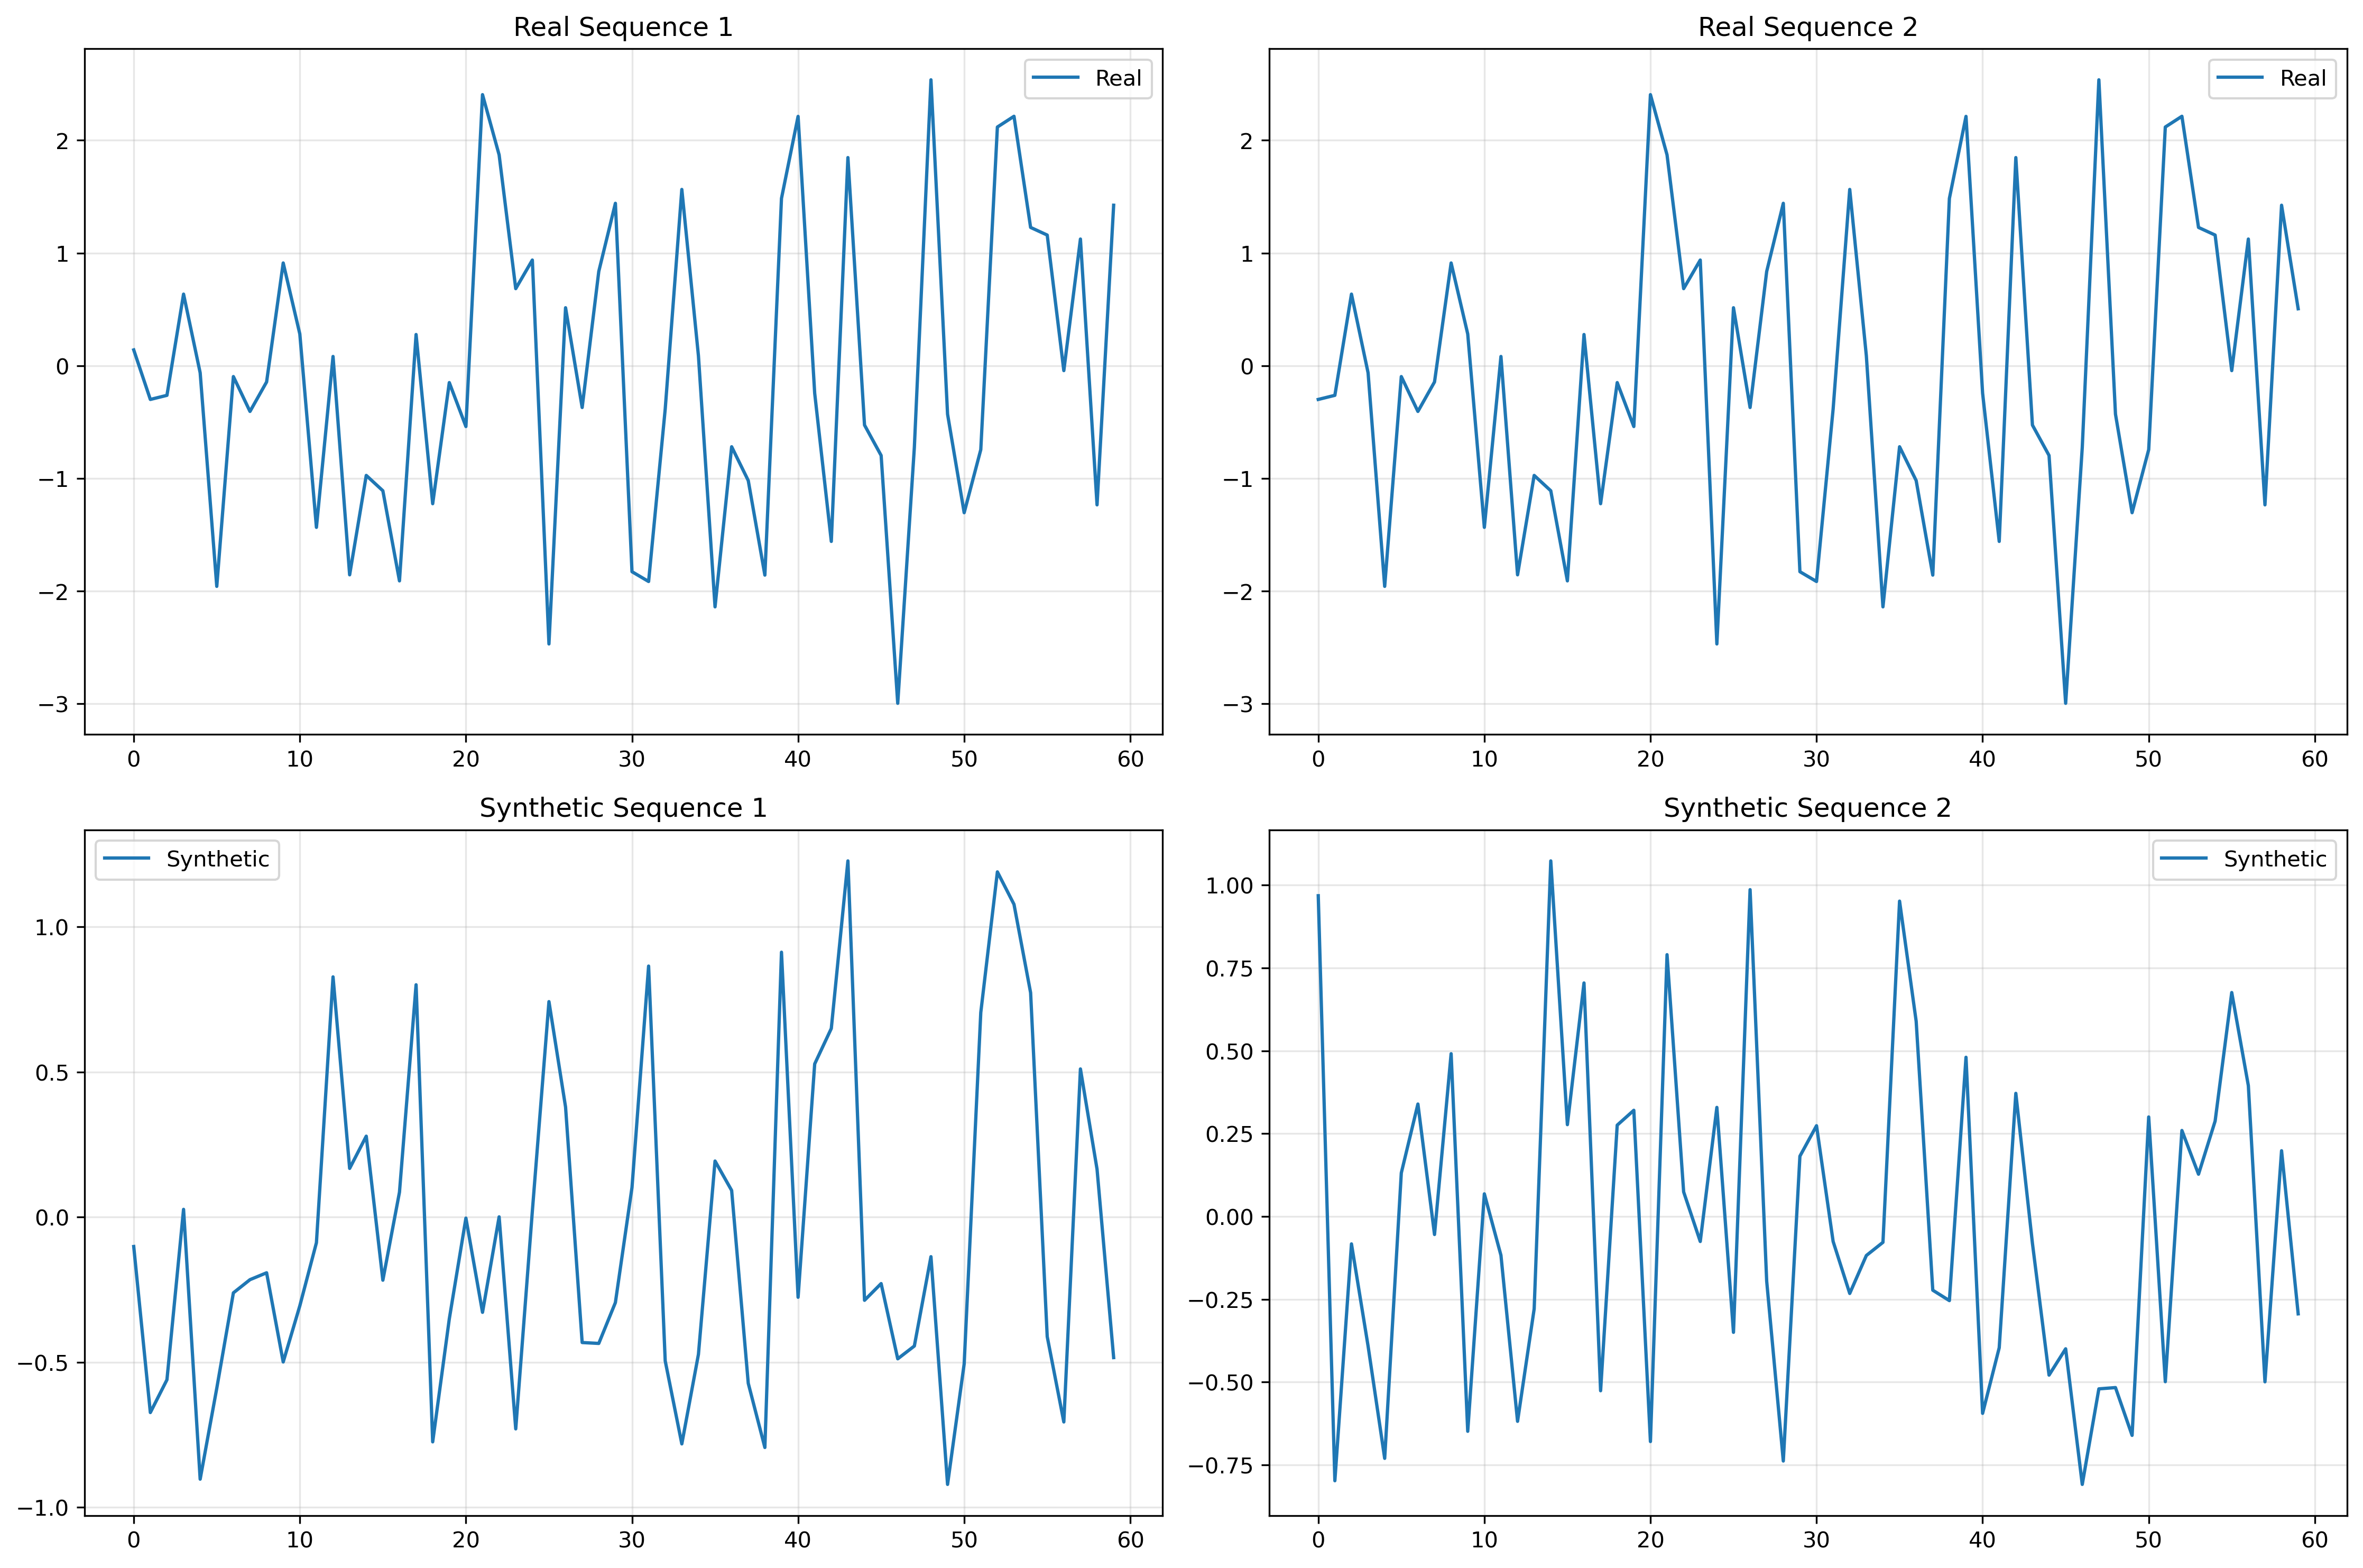 Real Sequence 1
Real
2
1
0
−1
−2
−3
0 10 20 30 40 50 60
Real Sequence 2
Real
2
1
0
−1
−2
−3
0 10 20 30 40 50 60
Synthetic Sequence 1
Synthetic
1.0
0.5
0.0
−0.5
−1.0
0 10 20 30 40 50 60
Synthetic Sequence 2
Synthetic
1.00
0.75
0.50
0.25
0.00
−0.25
−0.50
−0.75
0 10 20 30 40 50 60